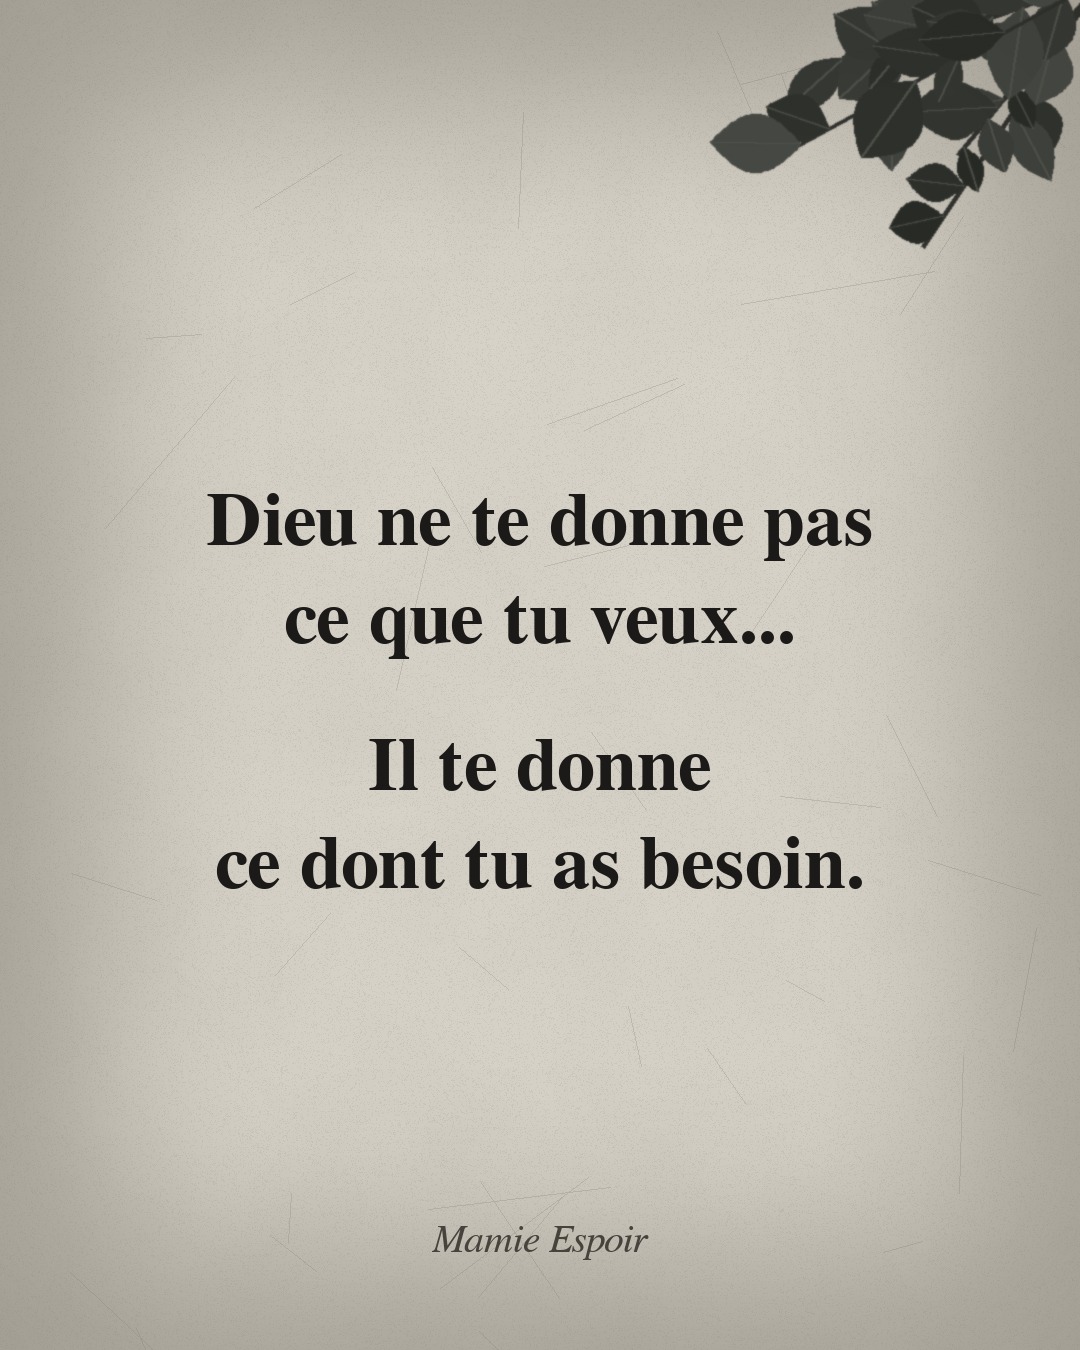 Dieu ne te donne pas
ce que tu veux...
Il te donne
ce dont tu as besoin.
Mamie Espoir